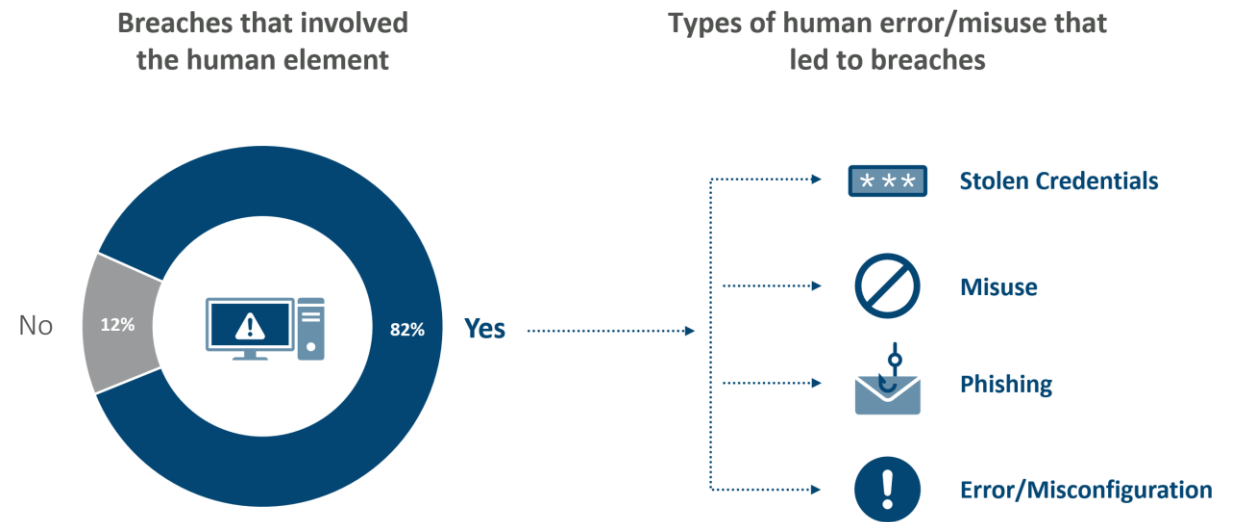 Breaches that involved
the human element
Types of human error/misuse that
led to breaches
No
12%
82%
Yes
***
Stolen Credentials
Misuse
Phishing
Error/Misconfiguration